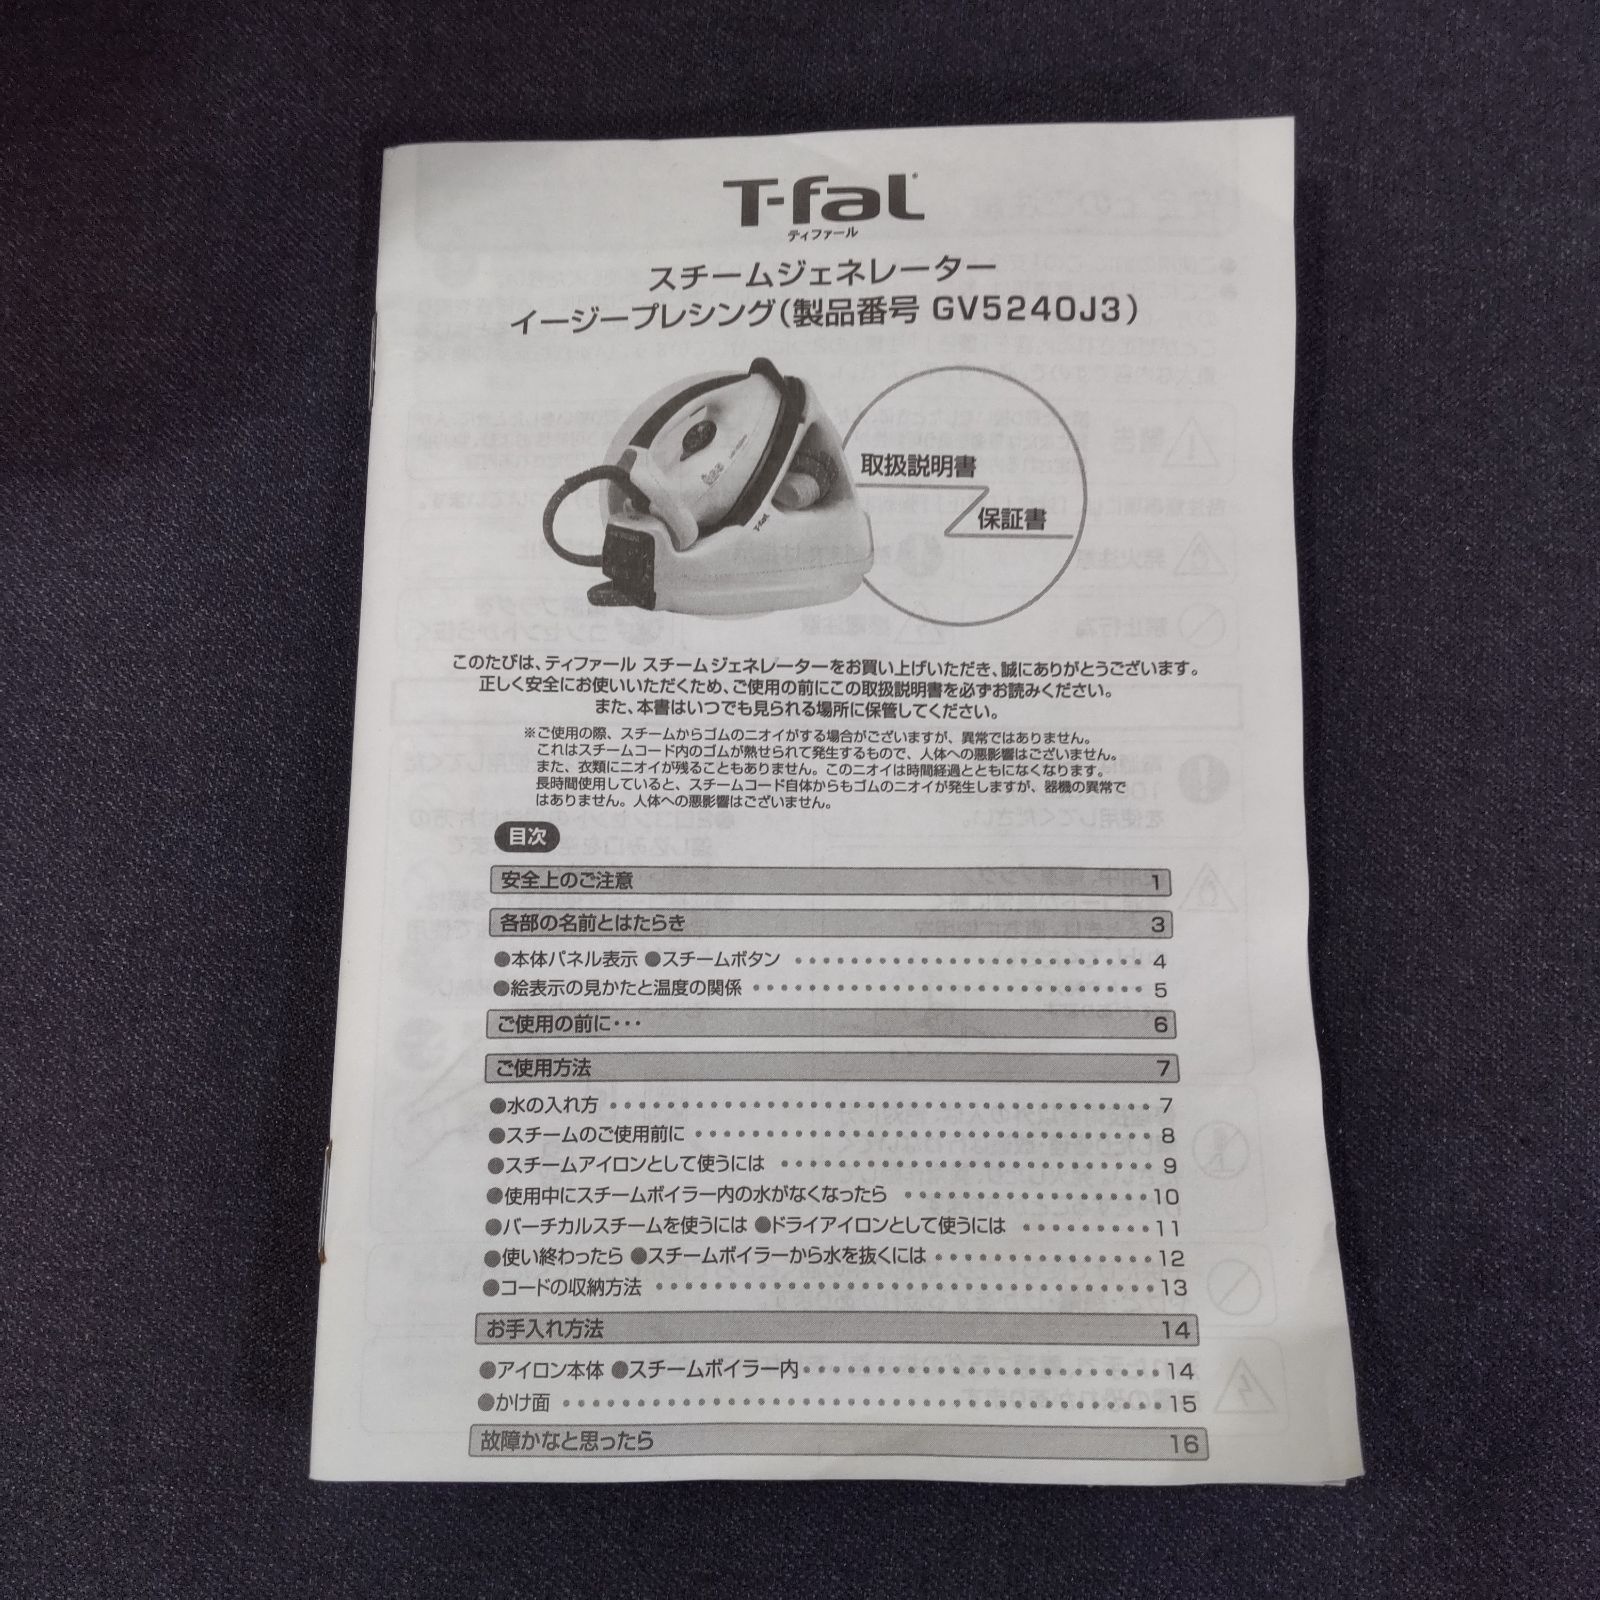 T-fal
ティファール
スチームジェネレーター
イージープレシング(製品番号 GV5240J3)
取扱説明書
保証書
T-fal
このたびは、ティファール スチームジェネレーターをお買い上げいただき、誠にありがとうございます。
正しく安全にお使いいただくため、ご使用の前にこの取扱説明書を必ずお読みください。
また、本書はいつでも見られる場所に保管してください。
※ご使用の際、スチームからゴムのニオイがする場合がございますが、異常ではありません。
これはスチームコード内のゴムが熱せられて発生するもので、人体への悪影響はございません。
また、衣類にニオイが残ることもありません。このニオイは時間経過とともになくなります。
長時間使用していると、スチームコード自体からもゴムのニオイが発生しますが、器機の異常で
はありません。人体への悪影響はございません。
目次
安全上のご注意 1
各部の名前とはたらき 3
●本体パネル表示 ●スチームボタン ・・・・・・・・・・・・・・・・・・・・・・・・・ 4
●絵表示の見かたと温度の関係 ・・・・・・・・・・・・・・・・・・・・・・・・・・・・ 5
ご使用の前に・・・ 6
ご使用方法 7
●水の入れ方 ・・・・・・・・・・・・・・・・・・・・・・・・・・・・・・・・・・・・・・ 7
●スチームのご使用前に ・・・・・・・・・・・・・・・・・・・・・・・・・・・・・・・・ 8
●スチームアイロンとして使うには ・・・・・・・・・・・・・・・・・・・・・・・・・・ 9
●使用中にスチームボイラー内の水がなくなったら ・・・・・・・・・・・・・・・・・ 10
●バーチカルスチームを使うには ●ドライアイロンとして使うには ・・・・・・・・・ 11
●使い終わったら ●スチームボイラーから水を抜くには ・・・・・・・・・・・・・・・ 12
●コードの収納方法 ・・・・・・・・・・・・・・・・・・・・・・・・・・・・・・・・・・・ 13
お手入れ方法 14
●アイロン本体 ●スチームボイラー内・・・・・・・・・・・・・・・・・・・・・・・・・ 14
●かけ面 ・・・・・・・・・・・・・・・・・・・・・・・・・・・・・・・・・・・・・・・・・ 15
故障かなと思ったら 16